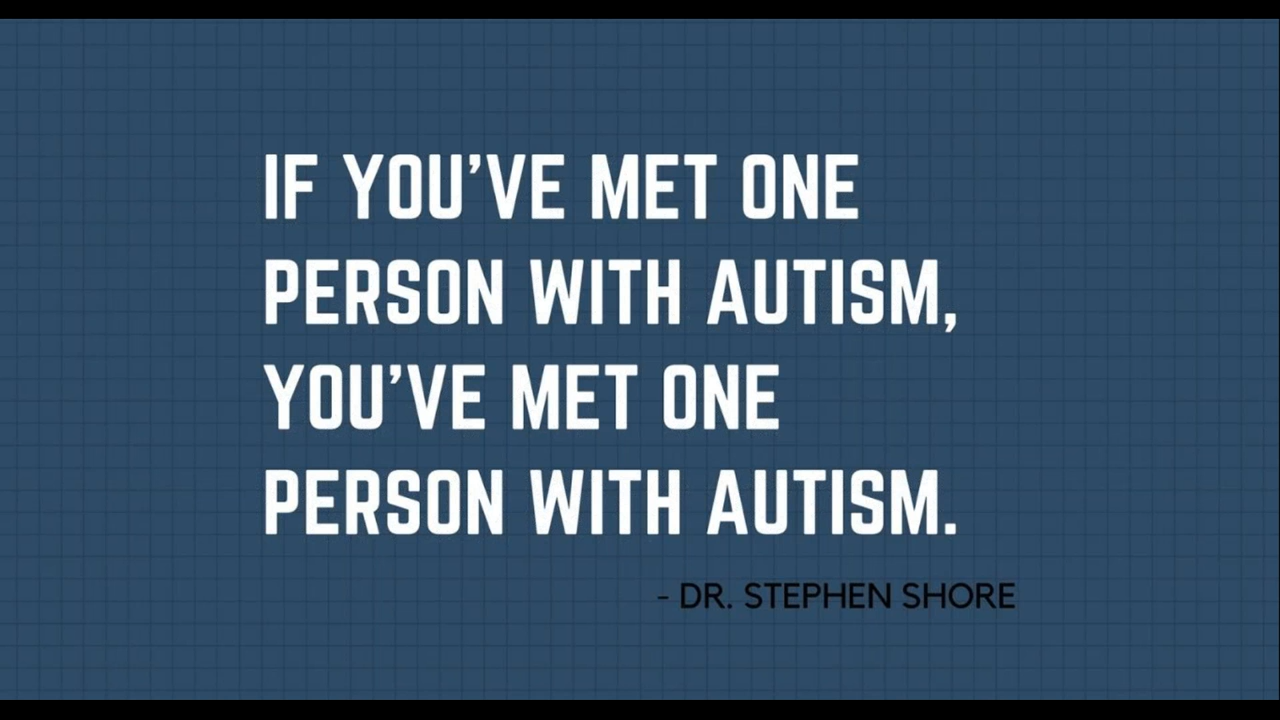 IF YOU'VE MET ONE
PERSON WITH AUTISM,
YOU'VE MET ONE
PERSON WITH AUTISM.
- DR. STEPHEN SHORE